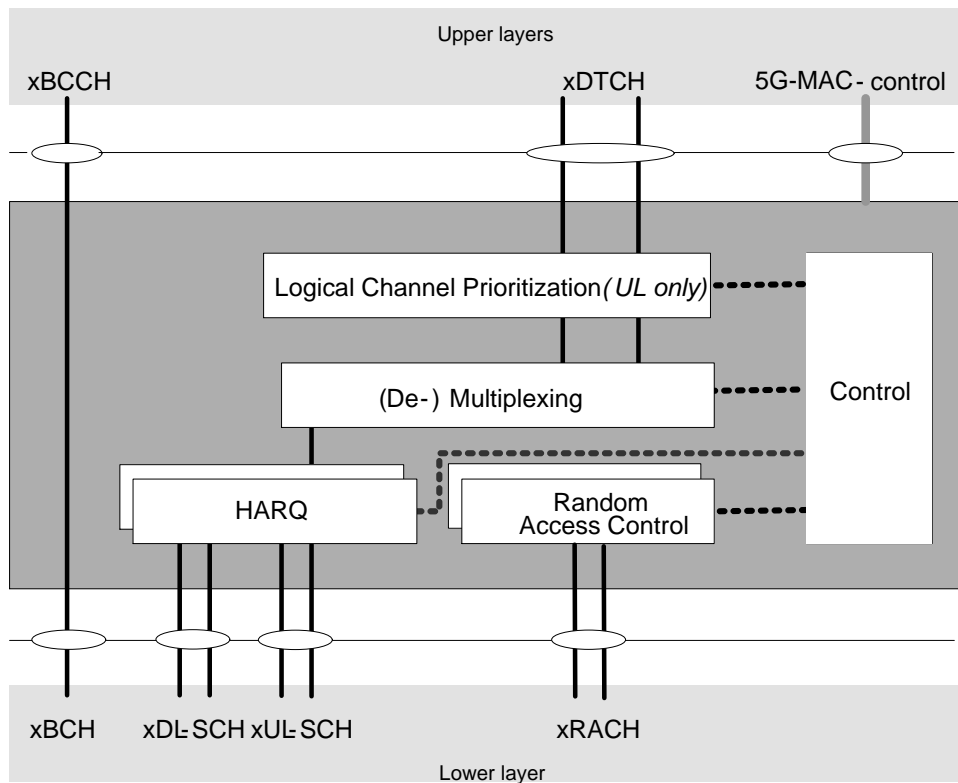 Upper layers
xBCCH
xDTCH
5G-MAC- control
Logical Channel Prioritization(UL only)
(De-) Multiplexing
Control
HARQ
Random
Access Control
xBCH
xDL-SCH
xUL-SCH
xRACH
Lower layer